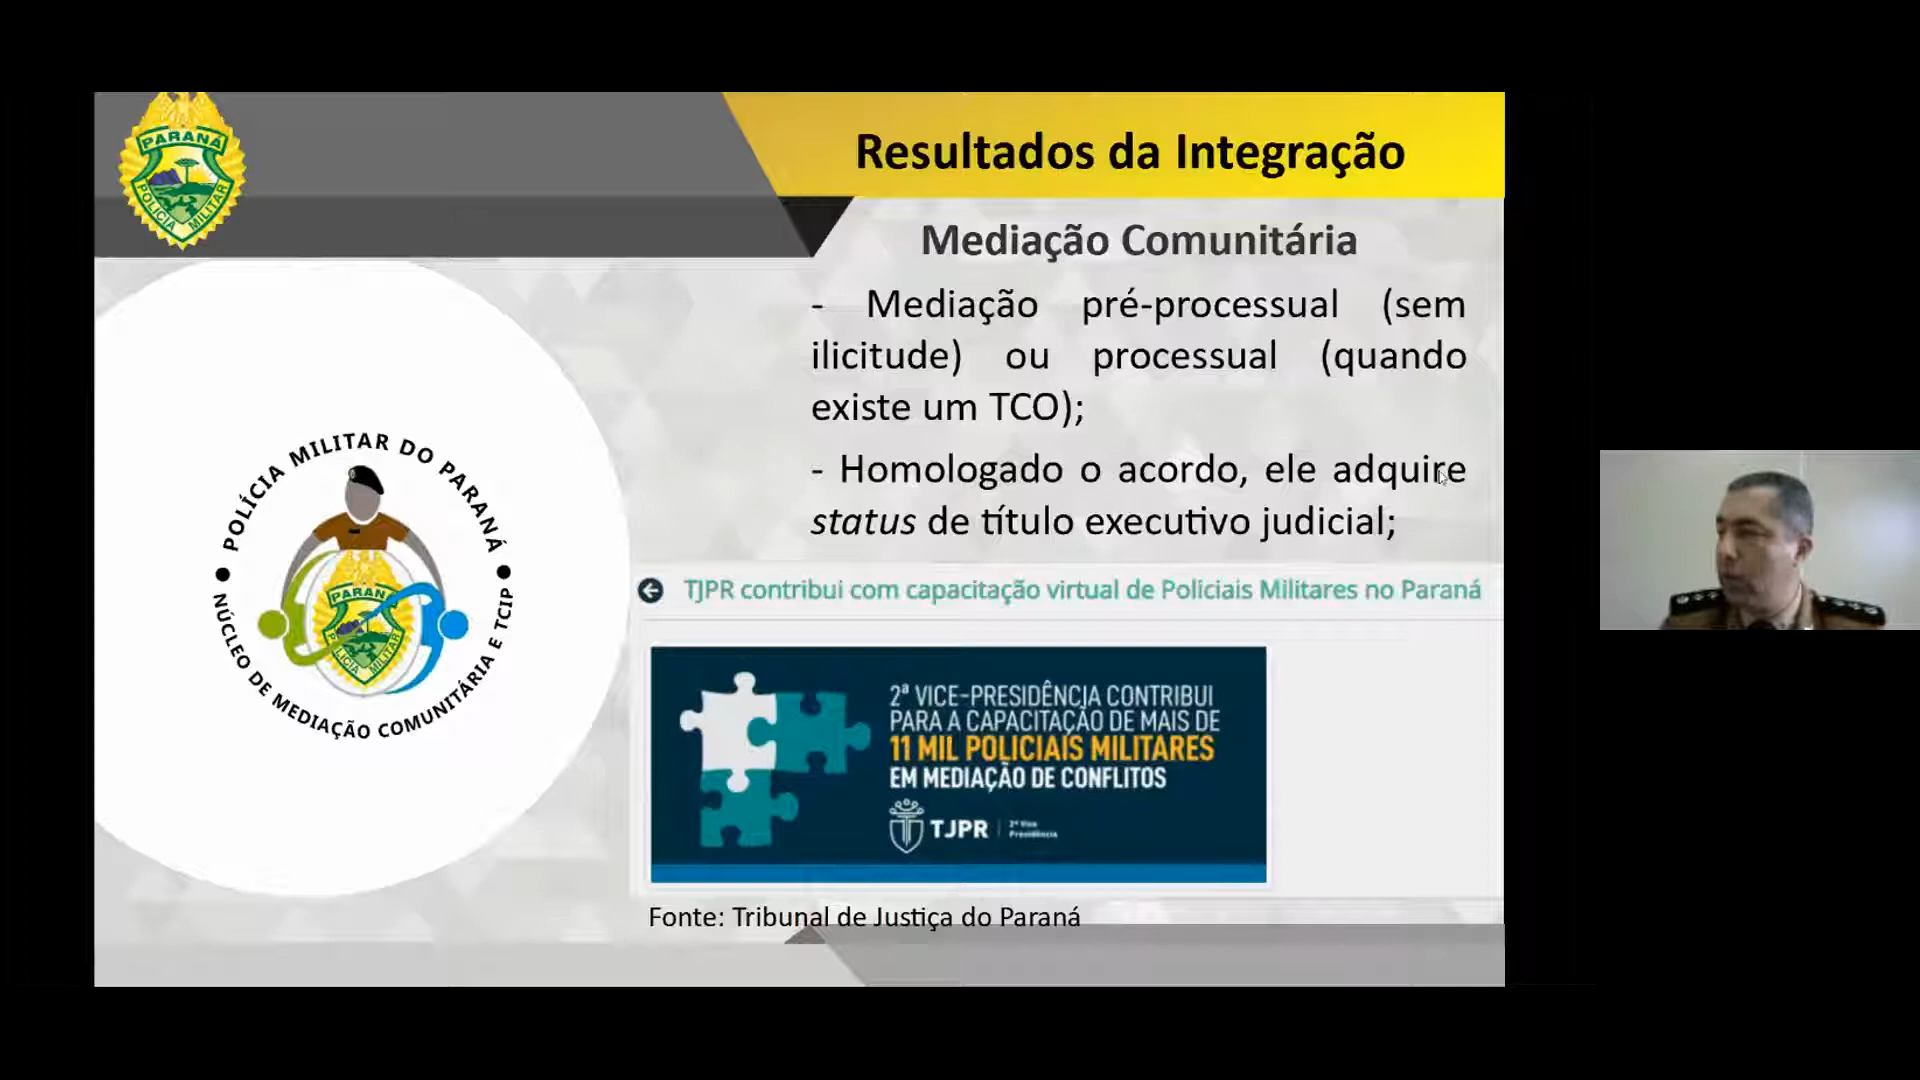 PARANÁ
POLÍCIA MILITAR
Resultados da Integração
Mediação Comunitária
- Mediação pré-processual (sem
ilicitude) ou processual (quando
existe um TCO);
- Homologado o acordo, ele adquire
status de título executivo judicial;
POLÍCIA MILITAR DO PARANÁ
PARANÁ
NÚCLEO DE MEDIAÇÃO COMUNITÁRIA E TCIP
TJPR contribui com capacitação virtual de Policiais Militares no Paraná
2ª VICE-PRESIDÊNCIA CONTRIBUI
PARA A CAPACITAÇÃO DE MAIS DE
11 MIL POLICIAIS MILITARES
EM MEDIAÇÃO DE CONFLITOS
TJPR
2ª Vice
Presidência
Fonte: Tribunal de Justiça do Paraná